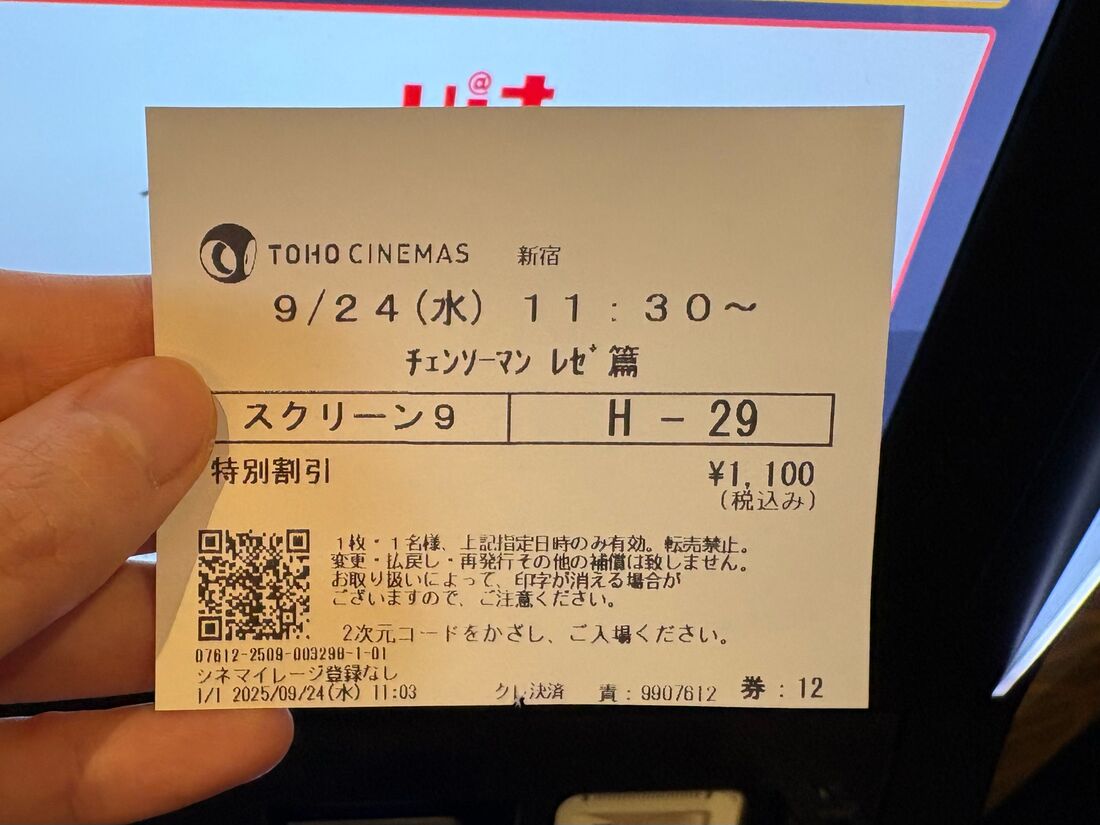 @
TOHO CINEMAS 新宿
9/24(水) 11:30～
チェンソーマン レゼ篇
スクリーン9 H-29
特別割引 ¥1,100
(税込み)
1枚・1名様、上記指定日時のみ有効。転売禁止。
変更・払戻し・再発行その他の補償は致しません。
お取り扱いによって、印字が消える場合が
ございますので、ご注意ください。
2次元コードをかざし、ご入場ください。
07612-2509-003298-1-01
シネマイレージ登録なし
1/1 2025/09/24(水) 11:03 クレ決済 責:9907612 券:12